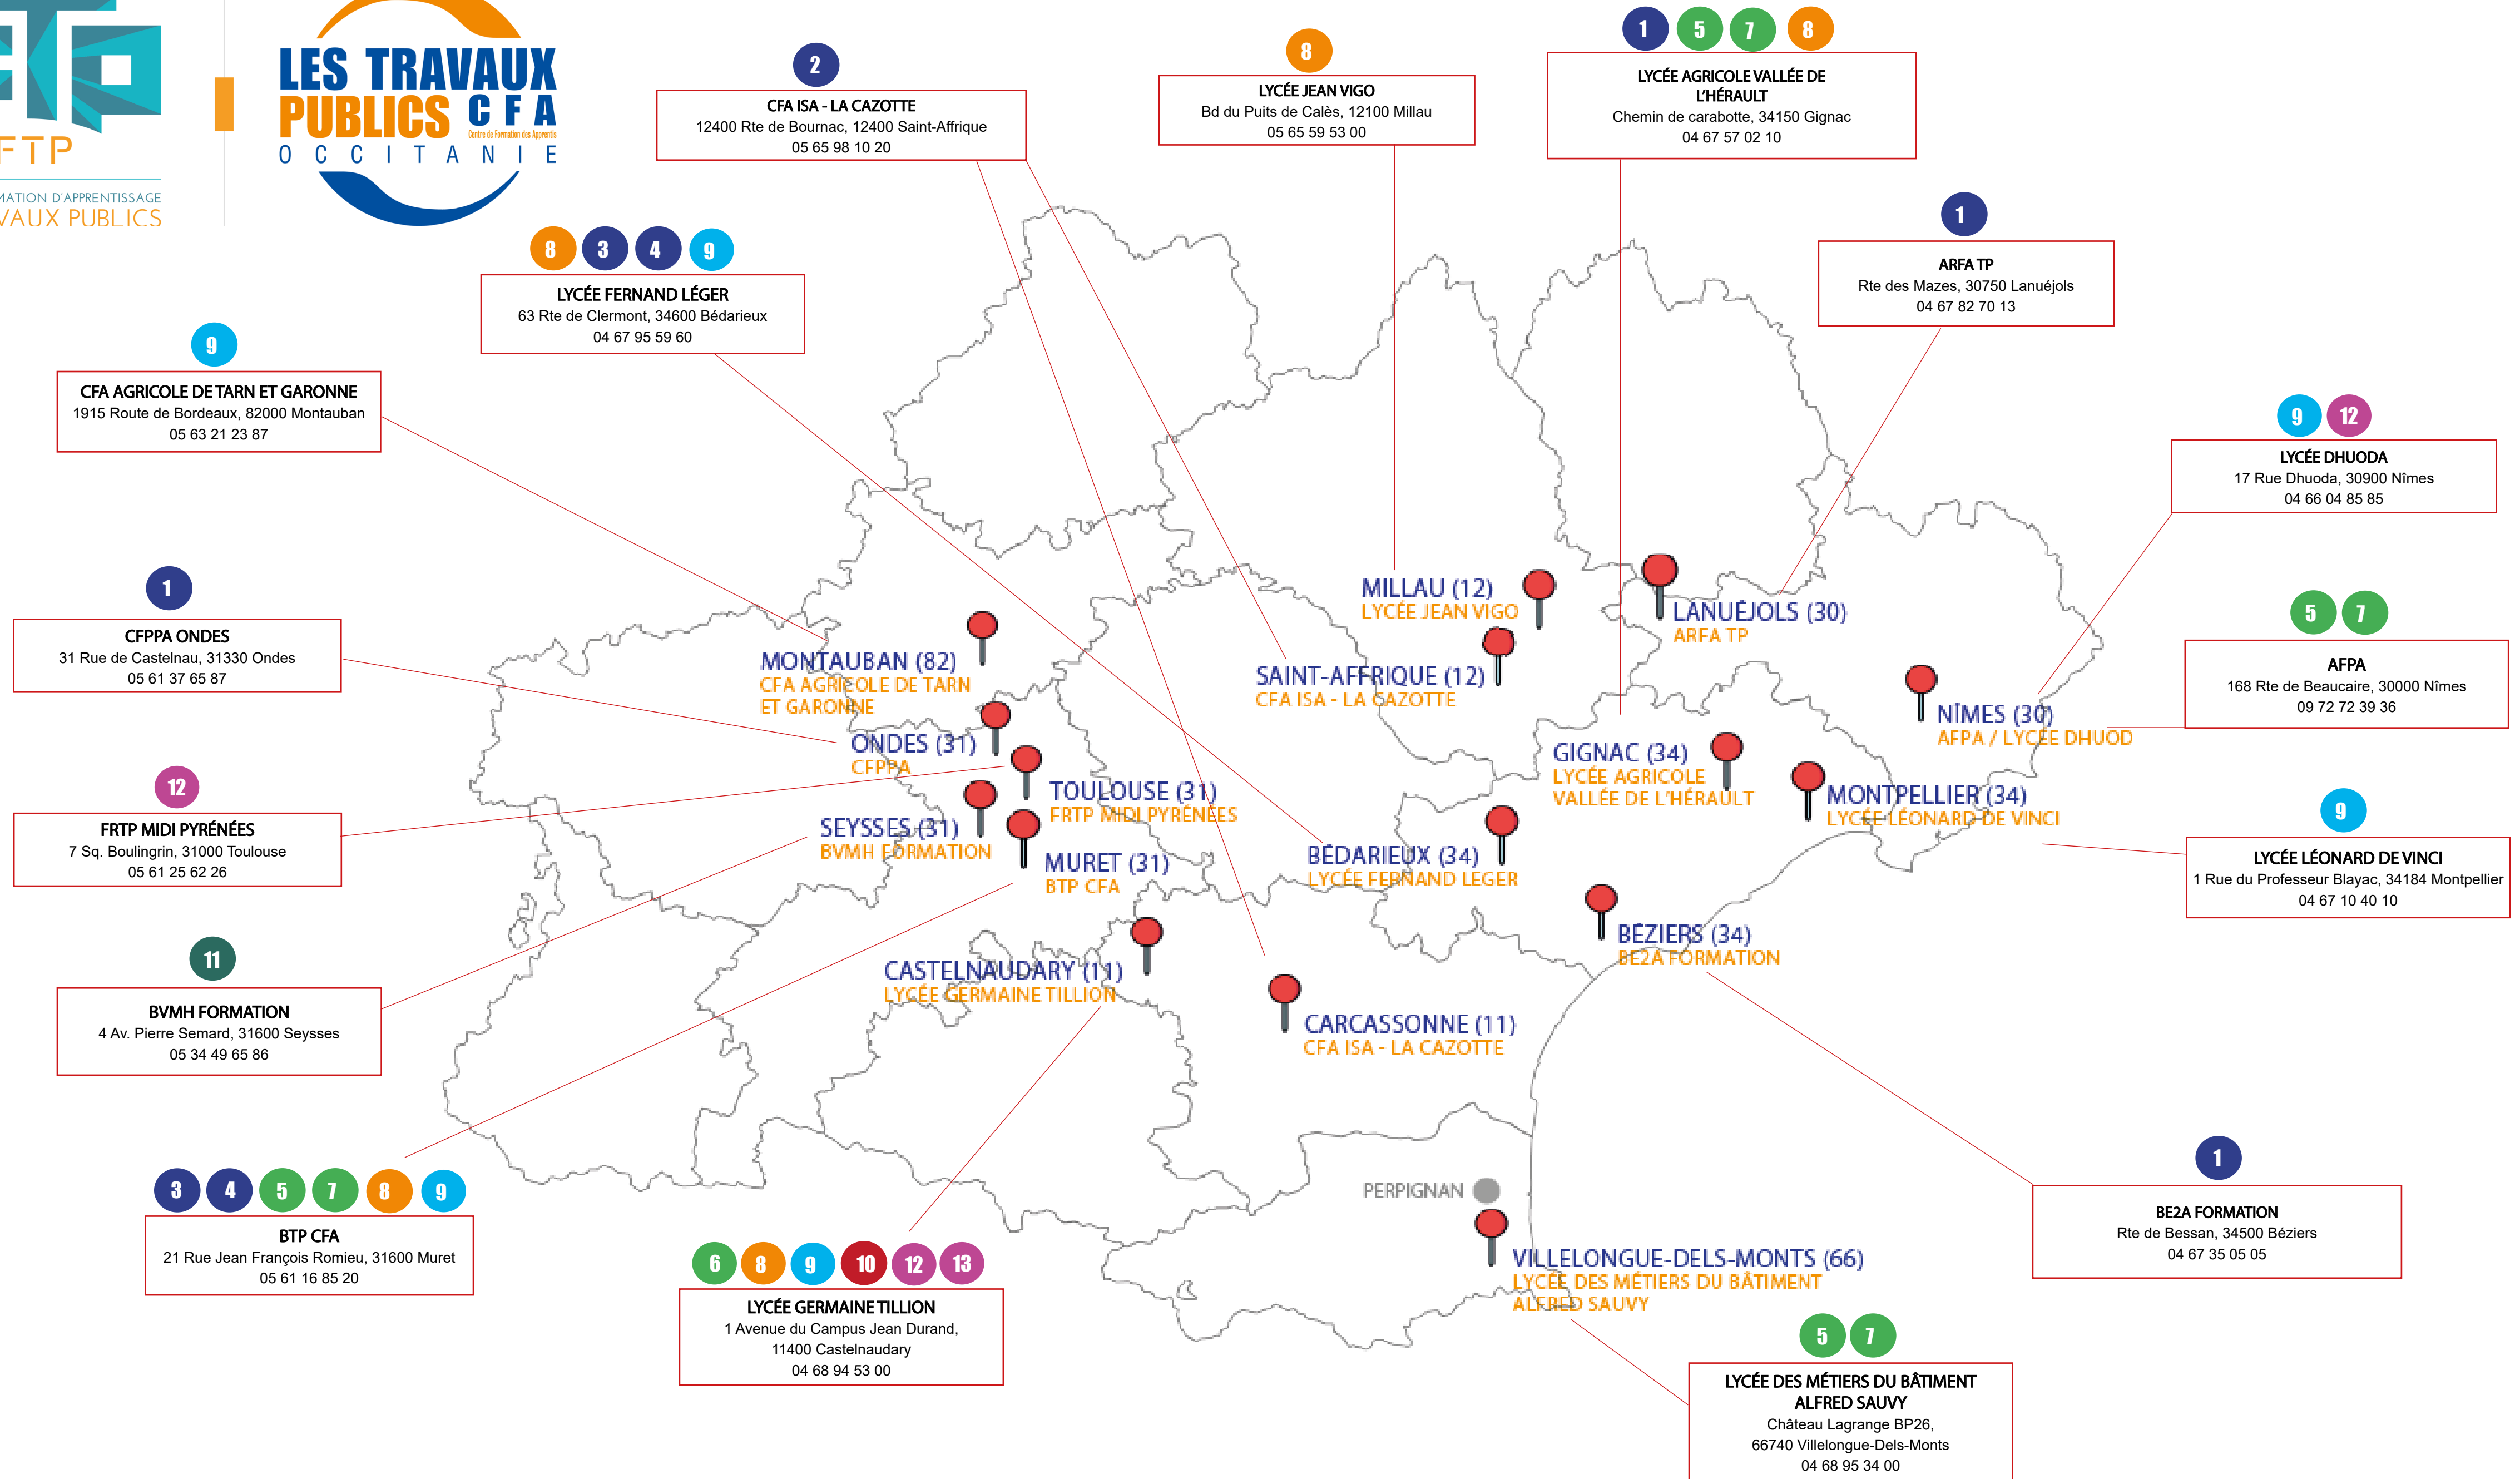 FTP
MATION D'APPRENTISSAGE
VAUX PUBLICS
LES TRAVAUX
PUBLICS CFA
Centre de Formation des Apprentis
OCCITANIE
2
CFA ISA - LA CAZOTTE
12400 Rte de Bournac, 12400 Saint-Affrique
05 65 98 10 20
8
LYCÉE JEAN VIGO
Bd du Puits de Calès, 12100 Millau
05 65 59 53 00
1 5 7 8
LYCÉE AGRICOLE VALLÉE DE
L'HÉRAULT
Chemin de carabotte, 34150 Gignac
04 67 57 02 10
1
ARFA TP
Rte des Mazes, 30750 Lanuéjols
04 67 82 70 13
8 3 4 9
LYCÉE FERNAND LÉGER
63 Rte de Clermont, 34600 Bédarieux
04 67 95 59 60
9
CFA AGRICOLE DE TARN ET GARONNE
1915 Route de Bordeaux, 82000 Montauban
05 63 21 23 87
9 12
LYCÉE DHUODA
17 Rue Dhuoda, 30900 Nîmes
04 66 04 85 85
1
CFPPA ONDES
31 Rue de Castelnau, 31330 Ondes
05 61 37 65 87
5 7
AFPA
168 Rte de Beaucaire, 30000 Nîmes
09 72 72 39 36
12
FRTP MIDI PYRÉNÉES
7 Sq. Boulingrin, 31000 Toulouse
05 61 25 62 26
9
LYCÉE LÉONARD DE VINCI
1 Rue du Professeur Blayac, 34184 Montpellier
04 67 10 40 10
11
BVMH FORMATION
4 Av. Pierre Semard, 31600 Seysses
05 34 49 65 86
MILLAU (12)
LYCÉE JEAN VIGO
LANUÉJOLS (30)
ARFA TP
MONTAUBAN (82)
CFA AGRICOLE DE TARN
ET GARONNE
SAINT-AFFRIQUE (12)
CFA ISA - LA CAZOTTE
NÎMES (30)
AFPA / LYCÉE DHUOD
ONDES (31)
CFPPA
GIGNAC (34)
LYCÉE AGRICOLE
VALLÉE DE L'HÉRAULT
TOULOUSE (31)
FRTP MIDI PYRÉNÉES
MONTPELLIER (34)
LYCÉE LÉONARD DE VINCI
SEYSSES (31)
BVMH FORMATION
MURET (31)
BTP CFA
BÉDARIEUX (34)
LYCÉE FERNAND LEGER
BÉZIERS (34)
BE2A FORMATION
CASTELNAUDARY (11)
LYCÉE GERMAINE TILLION
CARCASSONNE (11)
CFA ISA - LA CAZOTTE
PERPIGNAN
VILLELONGUE-DELS-MONTS (66)
LYCÉE DES MÉTIERS DU BÂTIMENT
ALFRED SAUVY
3 4 5 7 8 9
BTP CFA
21 Rue Jean François Romieu, 31600 Muret
05 61 16 85 20
6 8 9 10 12 13
LYCÉE GERMAINE TILLION
1 Avenue du Campus Jean Durand,
11400 Castelnaudary
04 68 94 53 00
1
BE2A FORMATION
Rte de Bessan, 34500 Béziers
04 67 35 05 05
5 7
LYCÉE DES MÉTIERS DU BÂTIMENT
ALFRED SAUVY
Château Lagrange BP26,
66740 Villelongue-Dels-Monts
04 68 95 34 00